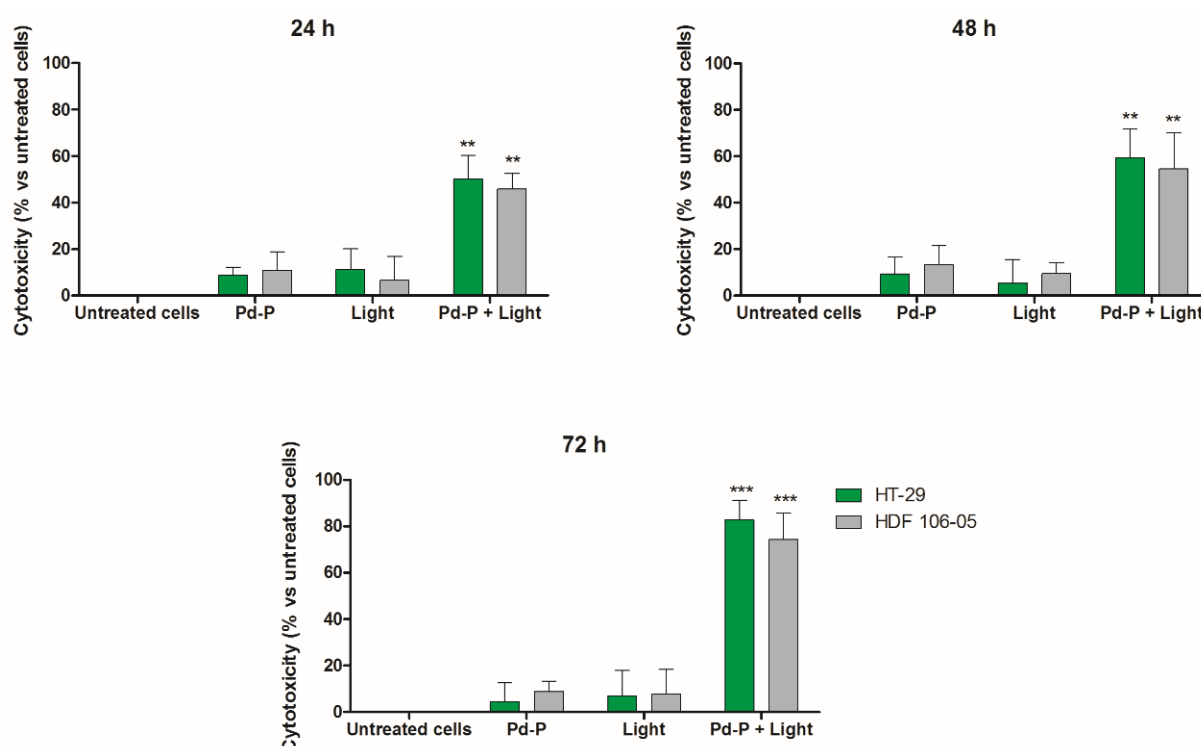 24 h
Cytotoxicity (% vs untreated cells)
100
80
60
40
20
0
** **
Untreated cells Pd-P Light Pd-P + Light
48 h
Cytotoxicity (% vs untreated cells)
100
80
60
40
20
0
** **
Untreated cells Pd-P Light Pd-P + Light
72 h
Cytotoxicity (% vs untreated cells)
100
80
60
40
20
0
*** ***
Untreated cells Pd-P Light Pd-P + Light
HT-29
HDF 106-05